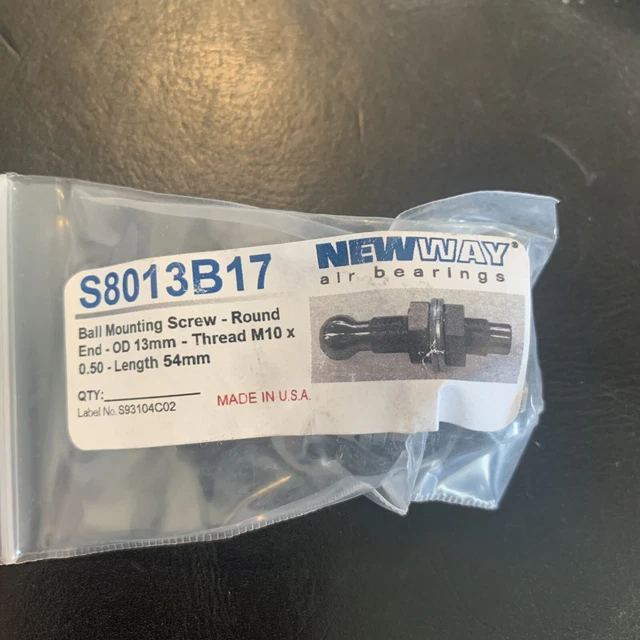 S8013B17
NEWWAY®
air bearings
Ball Mounting Screw - Round
End - OD 13mm - Thread M10 x
0.50 - Length 54mm
QTY:
Label No. S93104C02
MADE IN U.S.A.